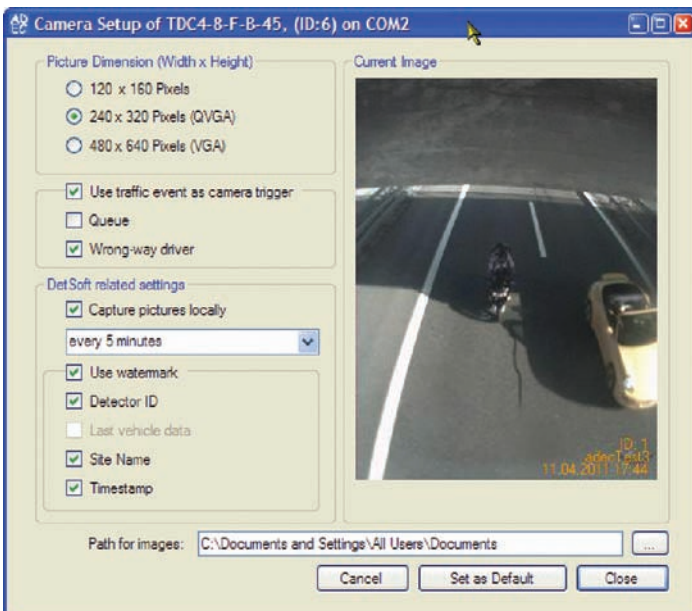 Camera Setup of TDC4-8-F-B-45, (ID:6) on COM2
Picture Dimension (Width x Height)
120 x 160 Pixels
240 x 320 Pixels (QVGA)
480 x 640 Pixels (VGA)
Use traffic event as camera trigger
Queue
Wrong-way driver
DetSoft related settings
Capture pictures locally
every 5 minutes
Use watermark
Detector ID
Last vehicle data
Site Name
Timestamp
Current Image
ID: 1
adecTest3
11.04.2011 17:44
Path for images: C:\Documents and Settings\All Users\Documents
...
Cancel
Set as Default
Close